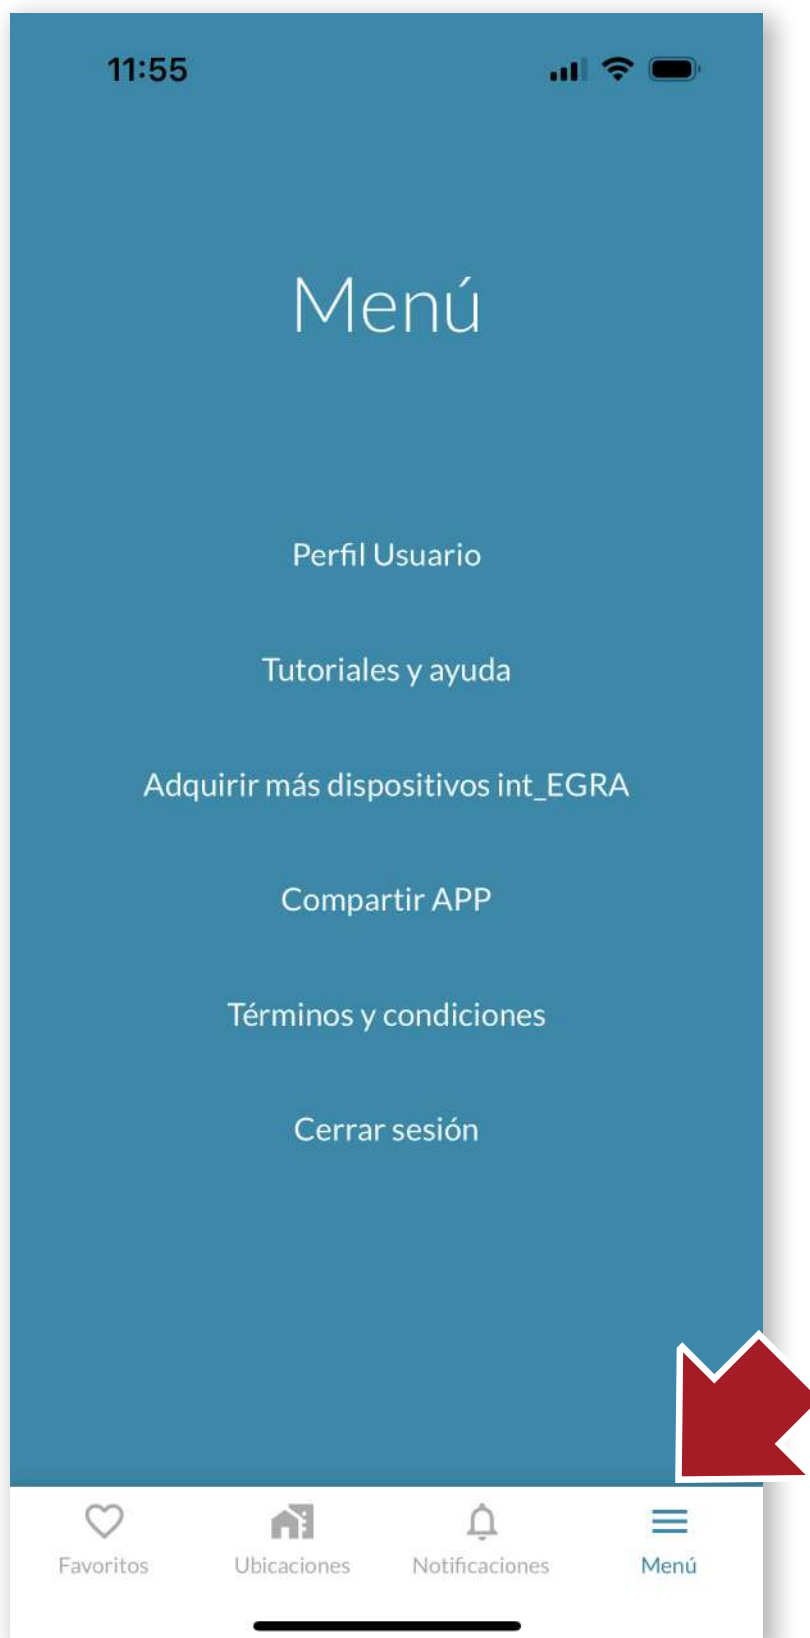 11:55
Menú
Perfil Usuario
Tutoriales y ayuda
Adquirir más dispositivos int_EGRA
Compartir APP
Términos y condiciones
Cerrar sesión
Favoritos Ubicaciones Notificaciones Menú